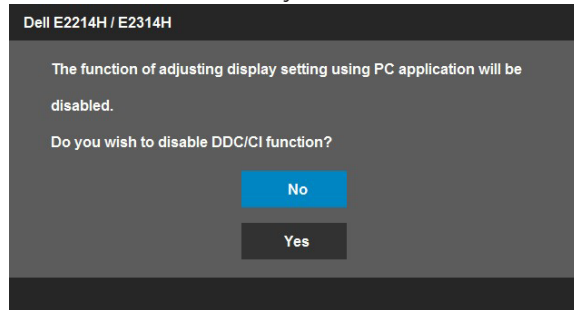 Dell E2214H / E2314H
The function of adjusting display setting using PC application will be
disabled.
Do you wish to disable DDC/CI function?
No
Yes